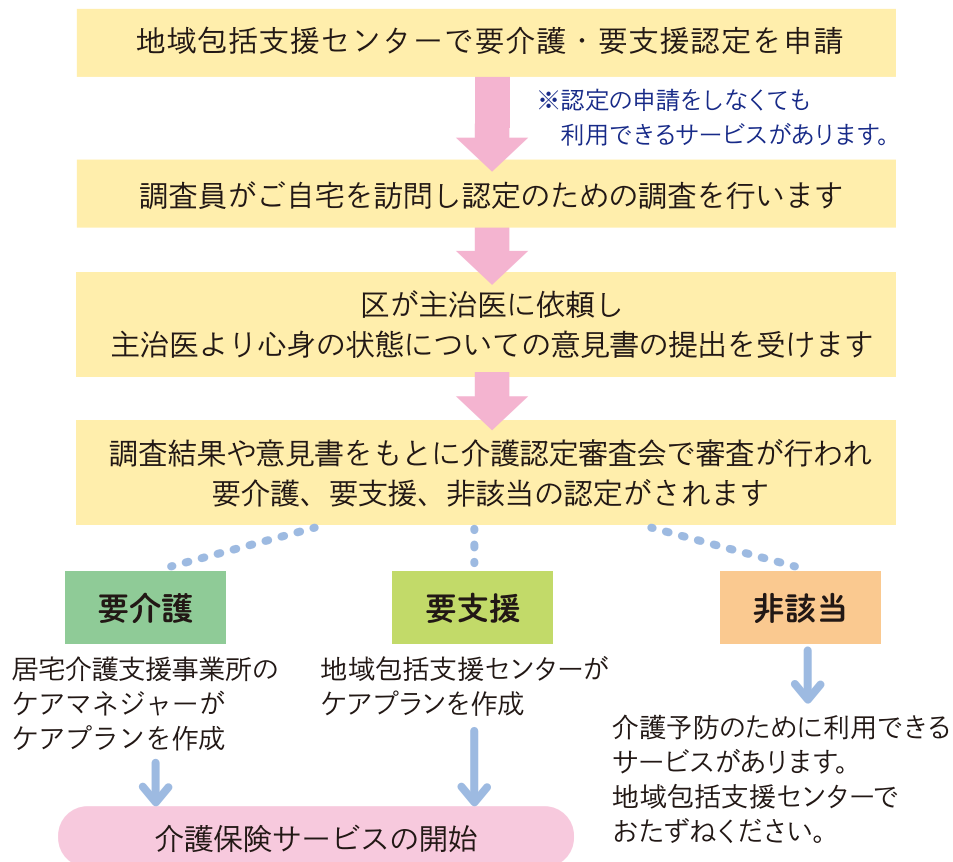 地域包括支援センターで要介護・要支援認定を申請
※認定の申請をしなくても
利用できるサービスがあります。
調査員がご自宅を訪問し認定のための調査を行います
区が主治医に依頼し
主治医より心身の状態についての意見書の提出を受けます
調査結果や意見書をもとに介護認定審査会で審査が行われ
要介護、要支援、非該当の認定がされます
要介護
居宅介護支援事業所の
ケアマネジャーが
ケアプランを作成
要支援
地域包括支援センターが
ケアプランを作成
非該当
介護予防のために利用できる
サービスがあります。
地域包括支援センターで
おたずねください。
介護保険サービスの開始